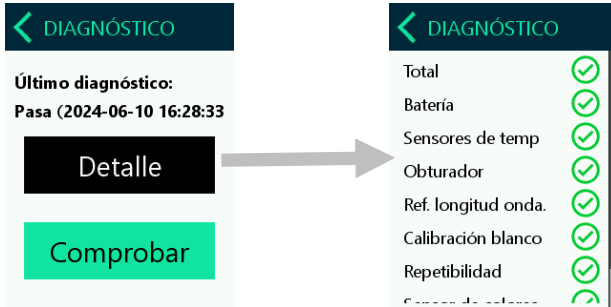 DIAGNÓSTICO
Último diagnóstico:
Pasa (2024-06-10 16:28:33
Detalle
Comprobar
DIAGNÓSTICO
Total
Batería
Sensores de temp
Obturador
Ref. longitud onda.
Calibración blanco
Repetibilidad